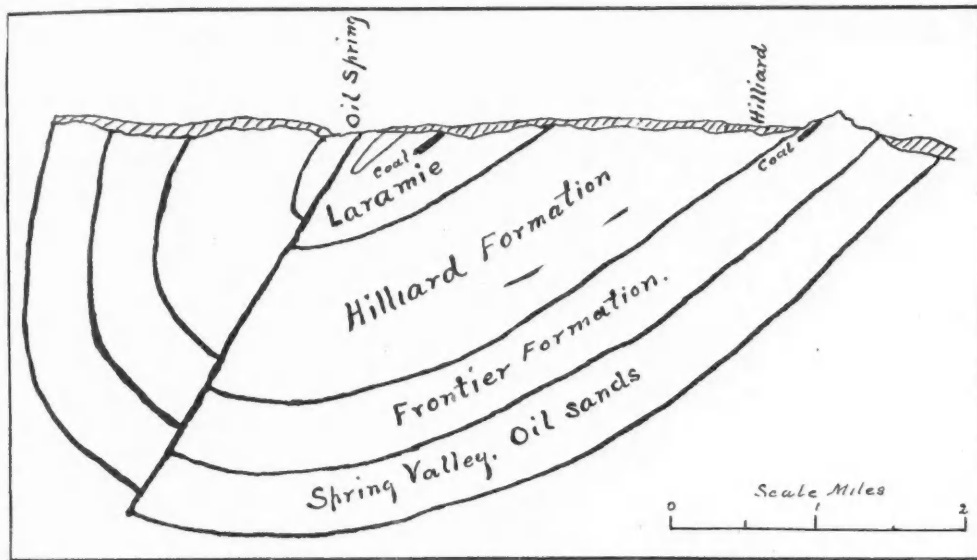 Oil Spring
Hilliard
Coal
Coal
Laramie
Hilliard Formation
Frontier Formation.
Spring Valley. Oil Sands
Scale Miles
0 1 2